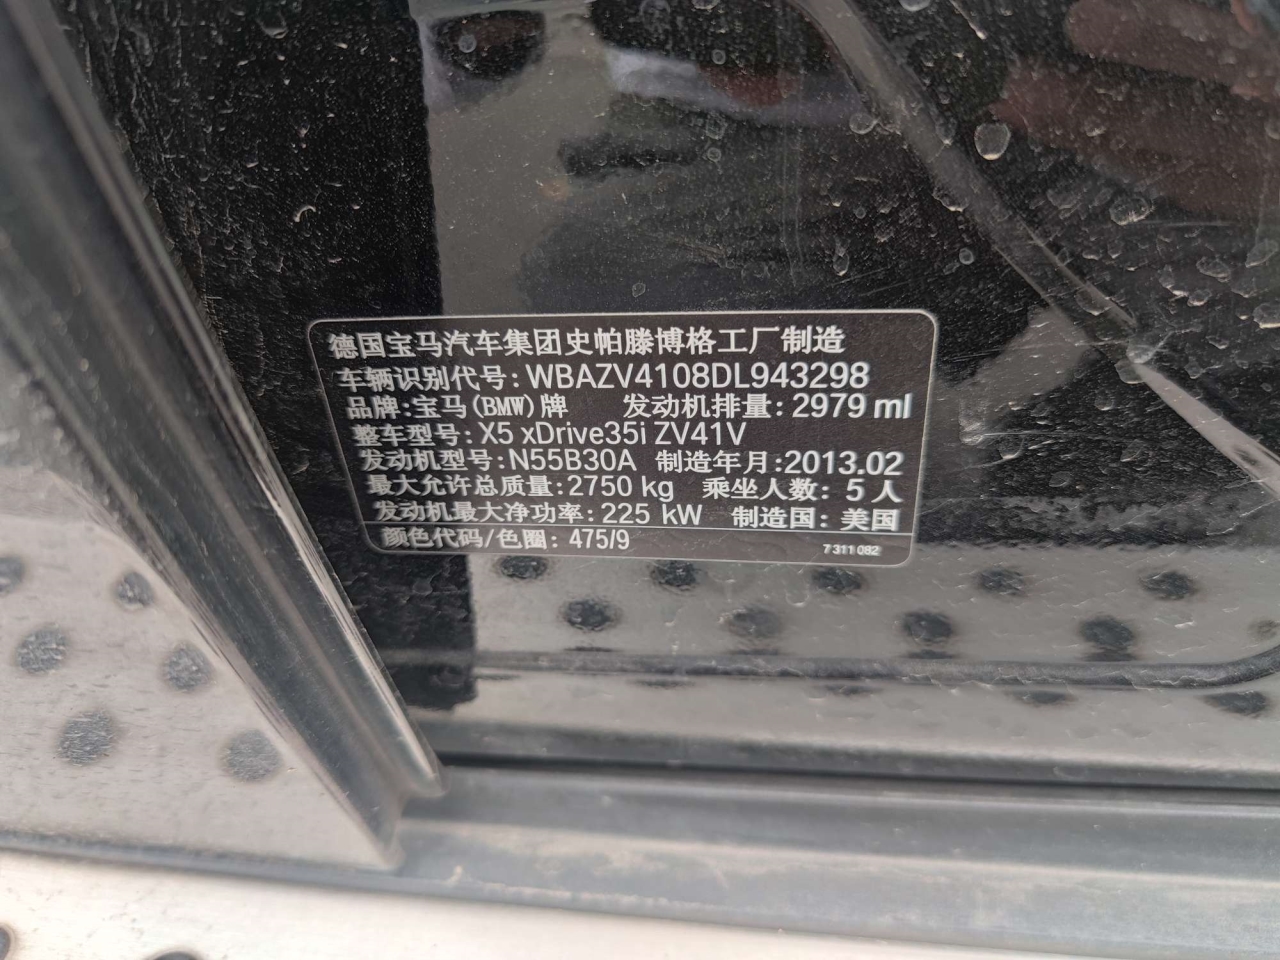 德国宝马汽车集团史帕滕博格工厂制造
车辆识别代号:WBAZV4108DL943298
品牌:宝马(BMW)牌 发动机排量:2979 ml
整车型号:X5 xDrive35i ZV41V
发动机型号:N55B30A 制造年月:2013.02
最大允许总质量:2750 kg 乘坐人数:5人
发动机最大净功率:225 kW 制造国:美国
颜色代码/色圈: 475/9
7 311 082